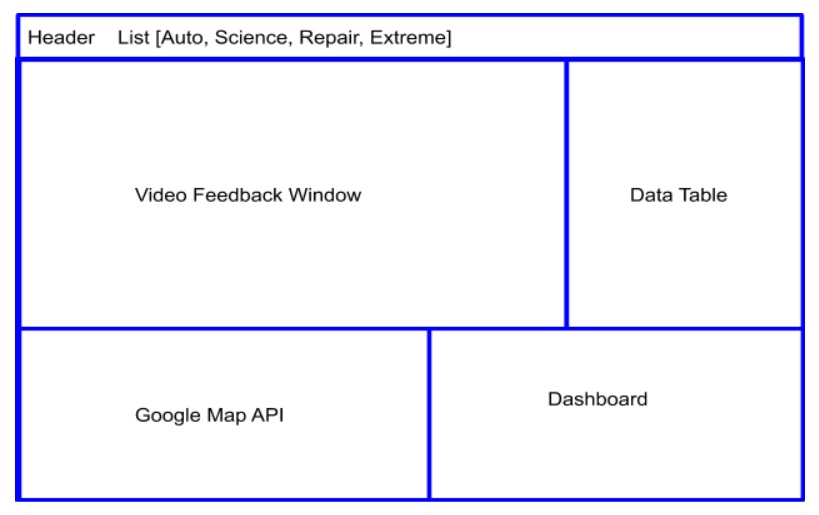 Header List [Auto, Science, Repair, Extreme]
Video Feedback Window
Data Table
Google Map API
Dashboard